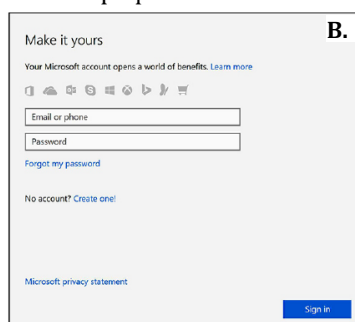 Make it yours
B.
Your Microsoft account opens a world of benefits. Learn more
Email or phone
Password
Forgot my password
No account? Create one!
Microsoft privacy statement
Sign in